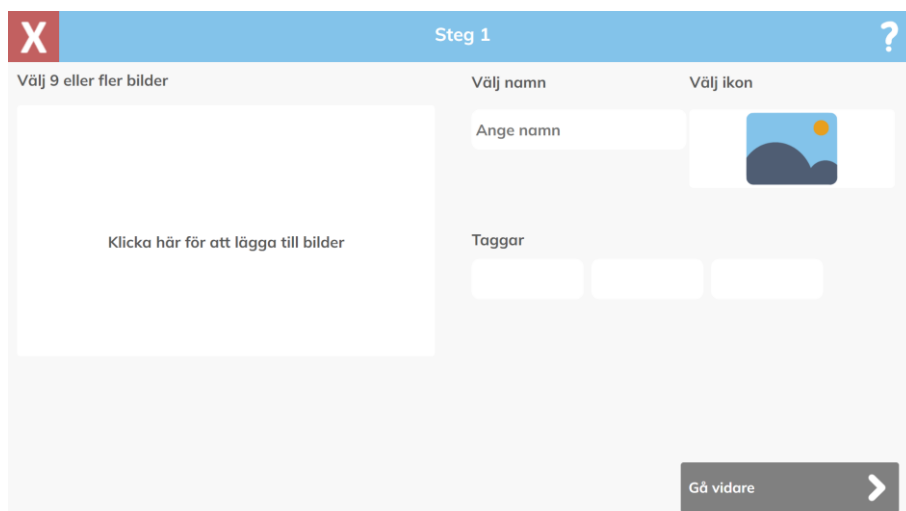 X
Steg 1
?
Välj 9 eller fler bilder
Klicka här för att lägga till bilder
Välj namn
Ange namn
Välj ikon
Taggar
Gå vidare